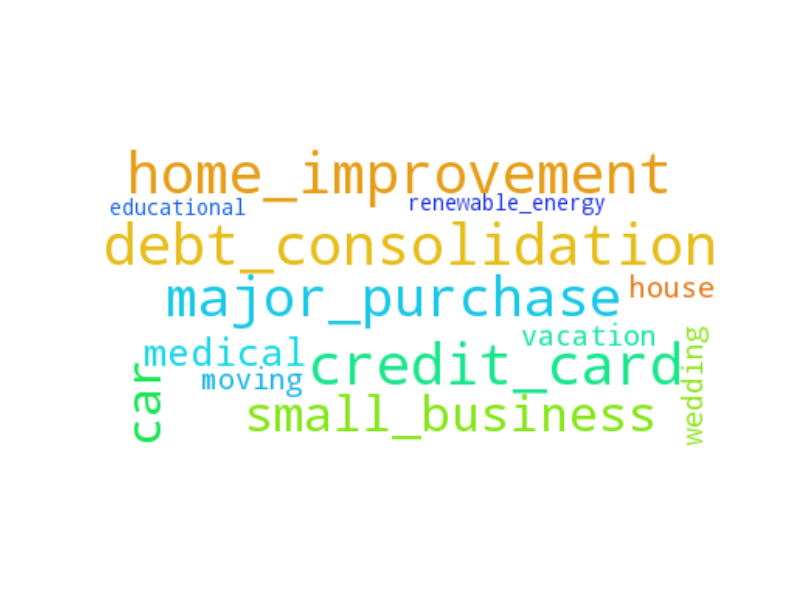 home_improvement
educational
renewable_energy
debt_consolidation
major_purchase
house
vacation
medical
credit_card
moving
car
wedding
small_business